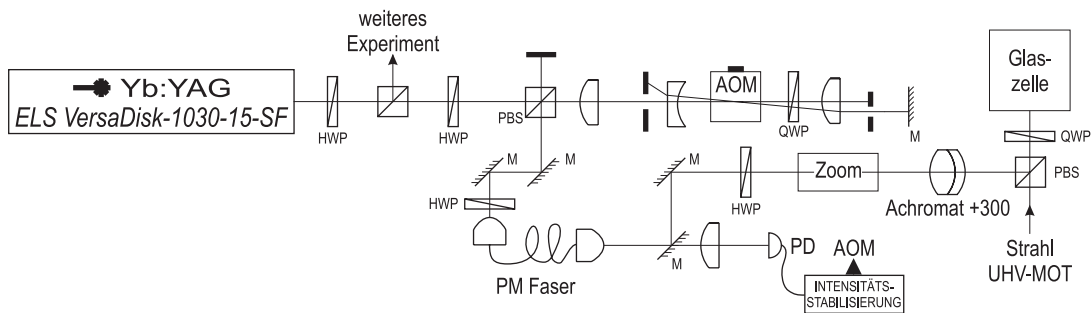 weiteres
Experiment
Yb:YAG
ELS VersaDisk-1030-15-SF
HWP
HWP
PBS
AOM
QWP
M
Glas-
zelle
QWP
PBS
M
M
HWP
PM Faser
M
HWP
Zoom
Achromat +300
Strahl
UHV-MOT
M
PD
AOM
INTENSITÄTS-
STABILISIERUNG